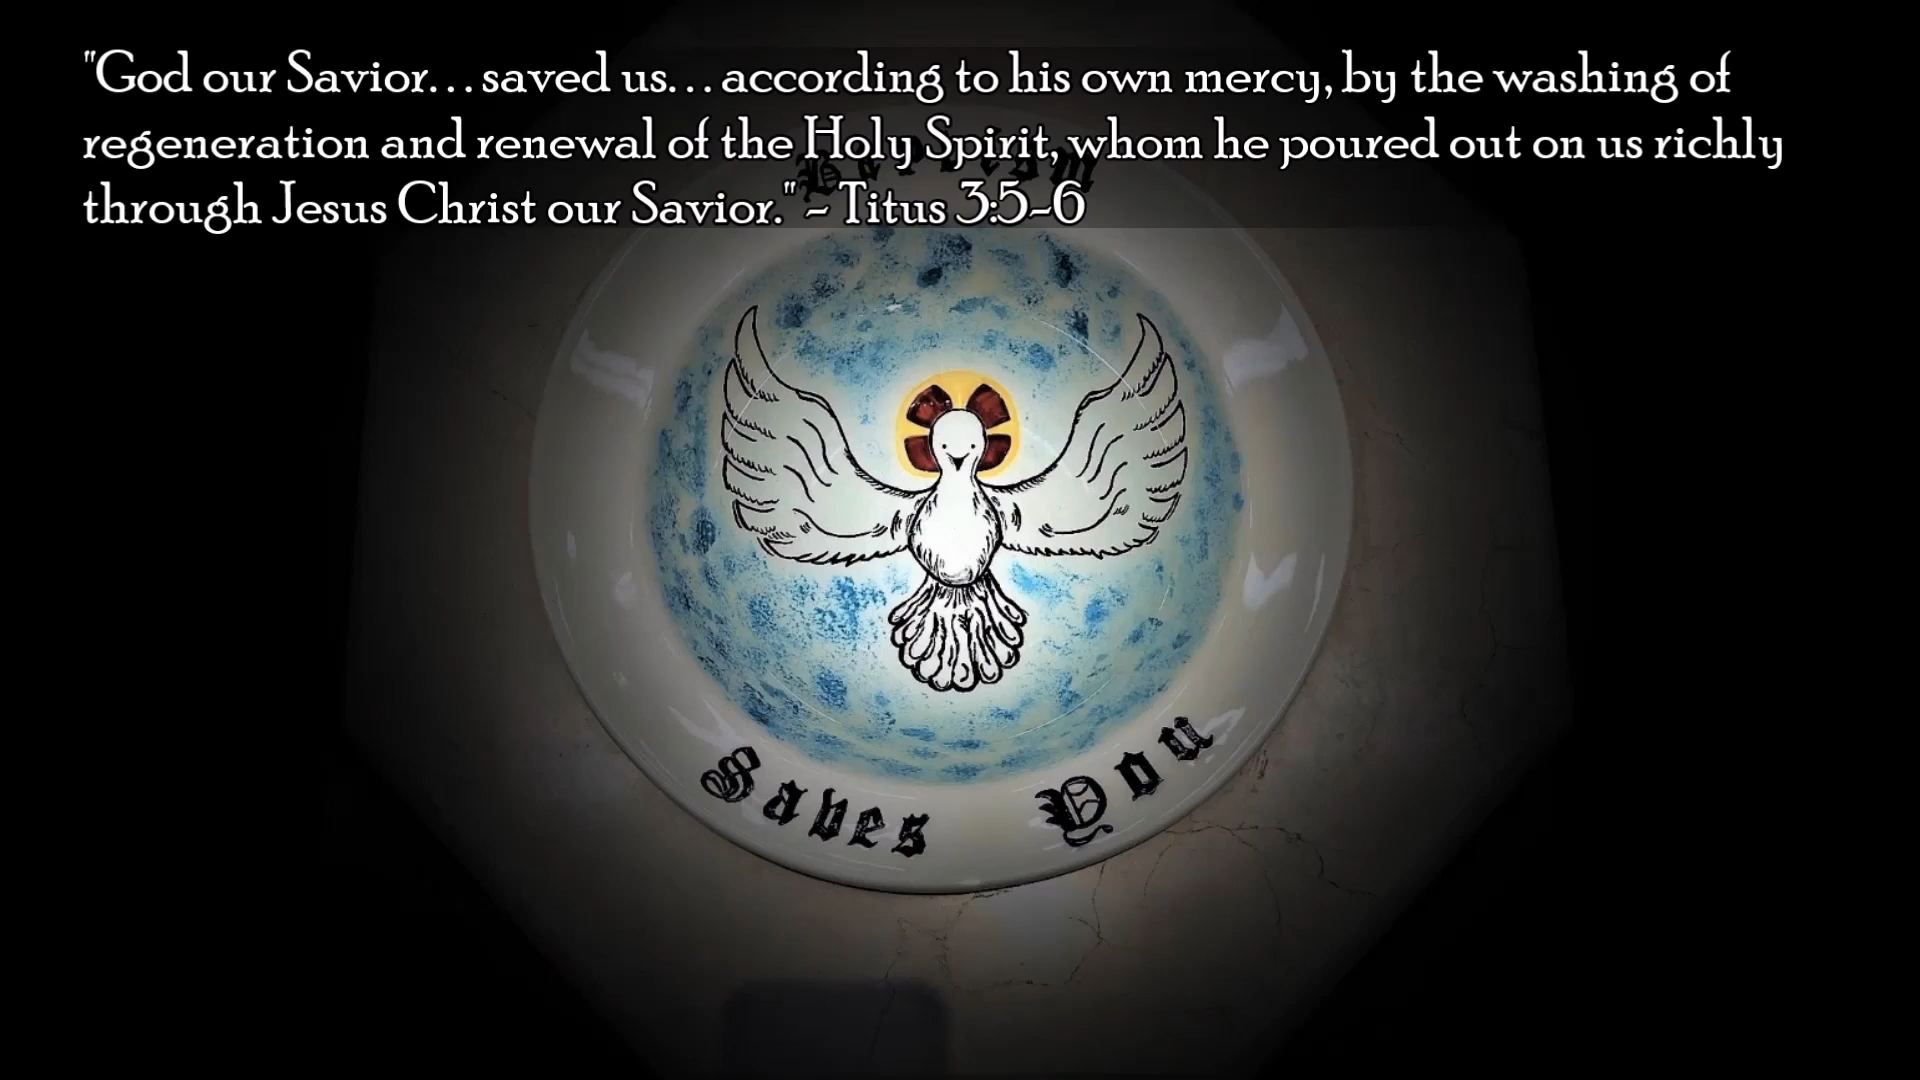 "God our Savior... saved us... according to his own mercy, by the washing of
regeneration and renewal of the Holy Spirit, whom he poured out on us richly
through Jesus Christ our Savior." - Titus 3:5-6
Baptism
Saves You